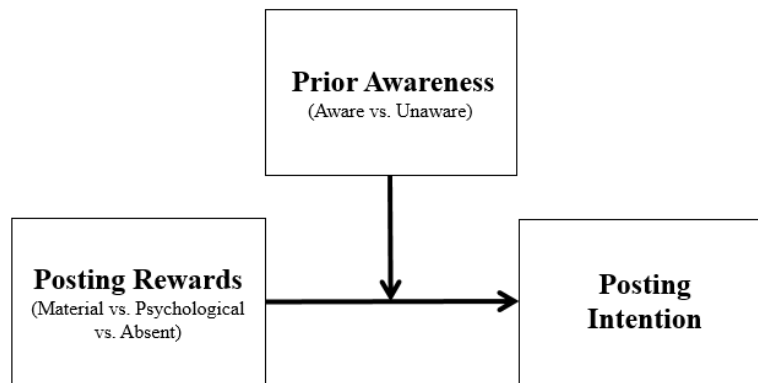 Prior Awareness
(Aware vs. Unaware)
Posting Rewards
(Material vs. Psychological
vs. Absent)
Posting
Intention